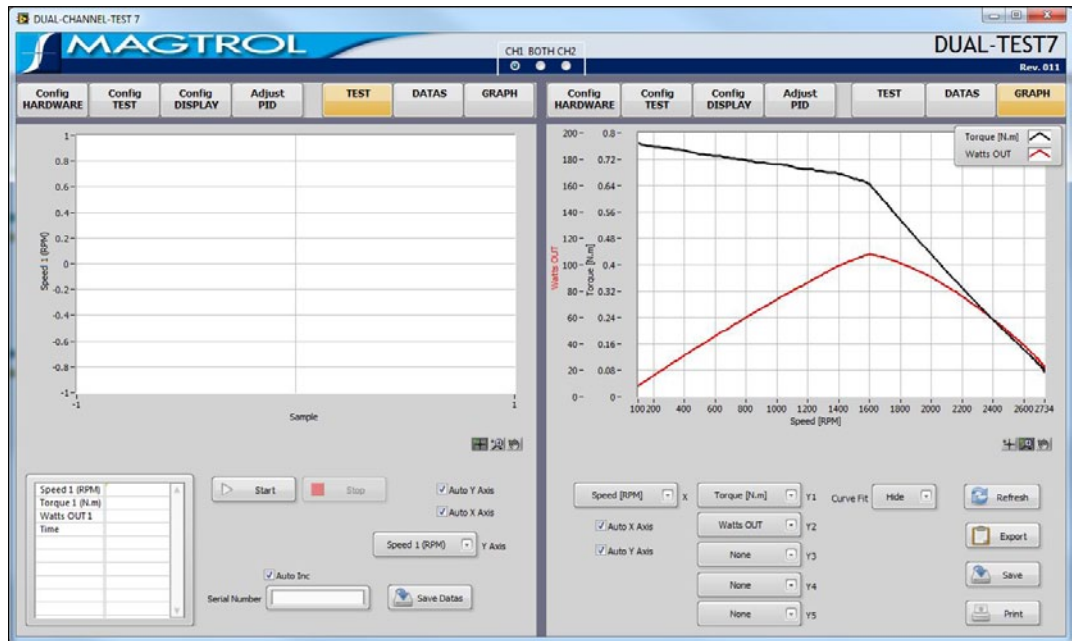 DUAL-CHANNEL-TEST 7
MAGTROL
CH1 BOTH CH2
DUAL-TEST7
Rev. 011
Config HARDWARE
Config TEST
Config DISPLAY
Adjust PID
TEST
DATAS
GRAPH
1
0.8
0.6
0.4
0.2
0
-0.2
-0.4
-0.6
-0.8
-1
Speed 1 (RPM)
-1
1
Sample
Speed 1 (RPM)
Torque 1 (N.m)
Watts OUT 1
Time
Start
Stop
Auto Y Axis
Auto X Axis
Speed 1 (RPM) Y Axis
Auto Inc
Serial Number
Save Datas
Config HARDWARE
Config TEST
Config DISPLAY
Adjust PID
TEST
DATAS
GRAPH
Torque [N.m]
Watts OUT
200 0.8
180 0.72
160 0.64
140 0.56
120 0.48
100 0.4
80 0.32
60 0.24
40 0.16
20 0.08
0 0
Watts OUT
Torque [N.m]
100 200 400 600 800 1000 1200 1400 1600 1800 2000 2200 2400 2600 2734
Speed [RPM]
Speed [RPM] X
Auto X Axis
Auto Y Axis
Torque [N.m] Y1
Watts OUT Y2
None Y3
None Y4
None Y5
Curve Fit Hide
Refresh
Export
Save
Print